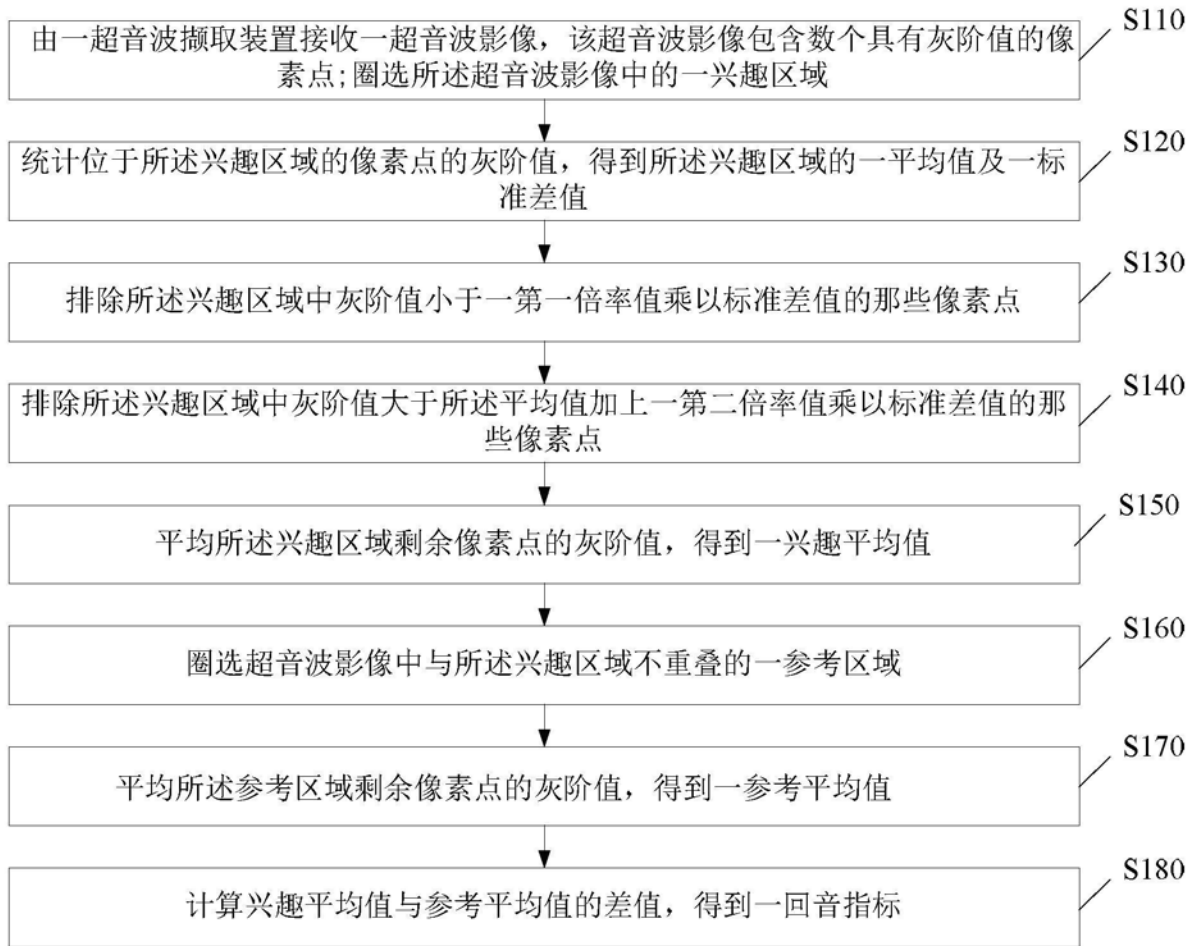 S110
由一超音波撷取装置接收一超音波影像，该超音波影像包含数个具有灰阶值的像
素点;圈选所述超音波影像中的一兴趣区域
S120
统计位于所述兴趣区域的像素点的灰阶值，得到所述兴趣区域的一平均值及一标
准差值
S130
排除所述兴趣区域中灰阶值小于一第一倍率值乘以标准差值的那些像素点
S140
排除所述兴趣区域中灰阶值大于所述平均值加上一第二倍率值乘以标准差值的那
些像素点
S150
平均所述兴趣区域剩余像素点的灰阶值，得到一兴趣平均值
S160
圈选超音波影像中与所述兴趣区域不重叠的一参考区域
S170
平均所述参考区域剩余像素点的灰阶值，得到一参考平均值
S180
计算兴趣平均值与参考平均值的差值，得到一回音指标